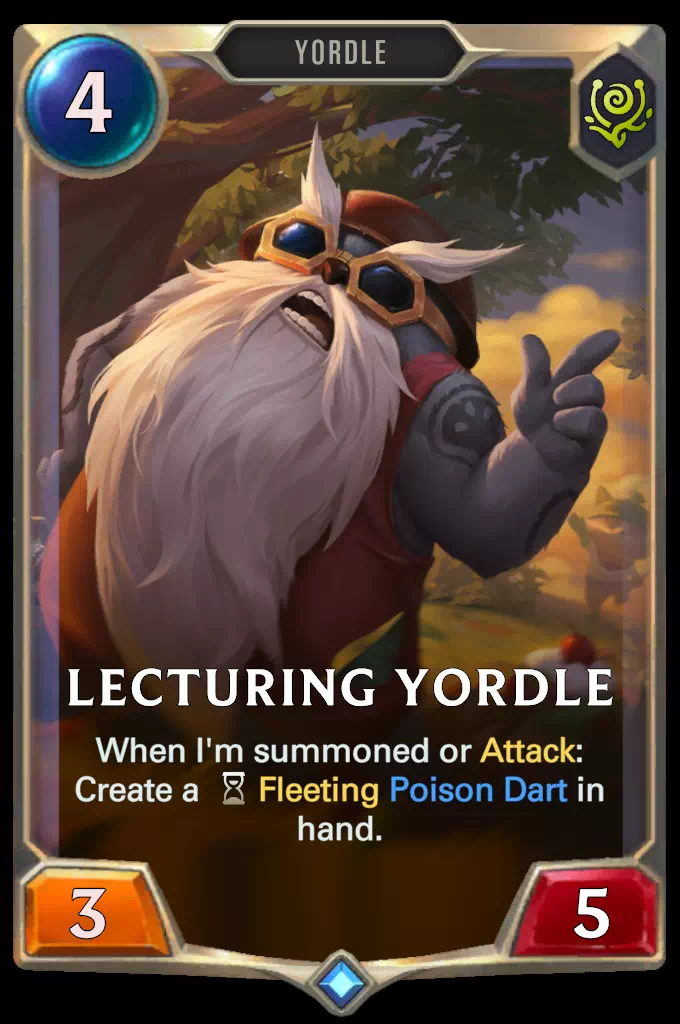 YORDLE
4
LECTURING YORDLE
When I'm summoned or Attack:
Create a Fleeting Poison Dart in
hand.
3
5